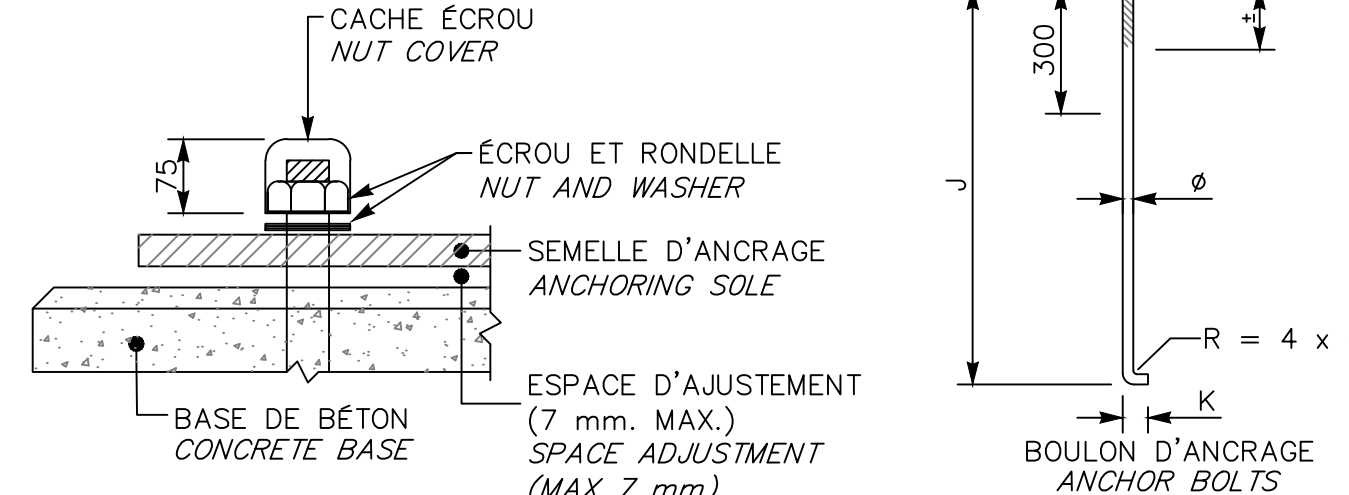 CACHE ÉCROU
NUT COVER
75
ÉCROU ET RONDELLE
NUT AND WASHER
SEMELLE D'ANCRAGE
ANCHORING SOLE
ESPACE D'AJUSTEMENT
(7 mm. MAX.)
SPACE ADJUSTMENT
(MAX 7 mm)
BASE DE BÉTON
CONCRETE BASE
300
±
J
ø
R = 4 x
K
BOULON D'ANCRAGE
ANCHOR BOLTS